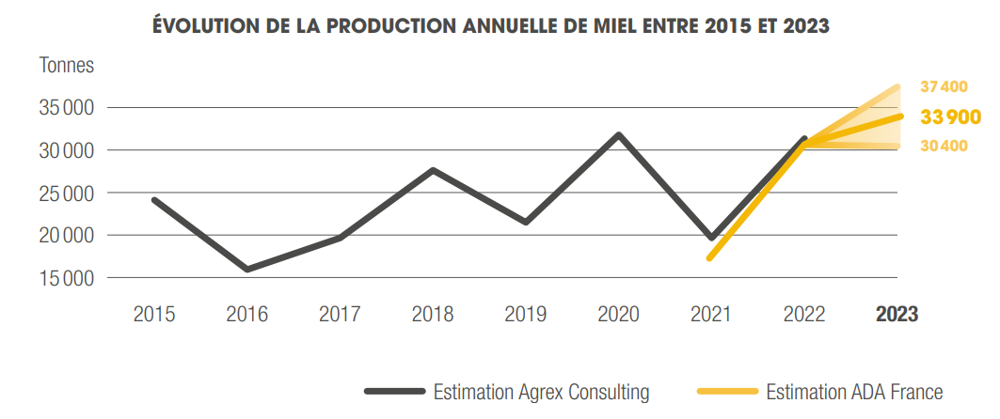 ÉVOLUTION DE LA PRODUCTION ANNUELLE DE MIEL ENTRE 2015 ET 2023
Tonnes
37 400
35 000
33 900
30 000
30 400
25 000
20 000
15 000
2015 2016 2017 2018 2019 2020 2021 2022 2023
Estimation Agrex Consulting Estimation ADA France